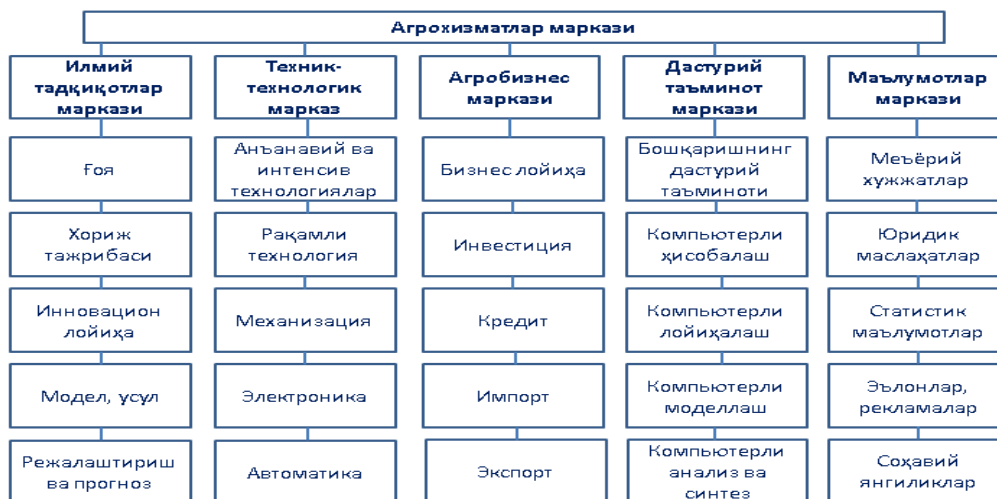 Агрохизматлар маркази
Илмий
тадқиқотлар
маркази
Техник-
технологик
марказ
Агробизнес
маркази
Дастурий
таъминот
маркази
Маълумотлар
маркази
Ғоя
Анъанавий ва
интенсив
технологиялар
Бизнес лойиҳа
Бошқаришнинг
дастурий
таъминоти
Меъёрий
хужжатлар
Хориж
тажрибаси
Рақамли
технология
Инвестиция
Компьютерли
ҳисобалаш
Юридик
маслаҳатлар
Инновацион
лойиҳа
Механизация
Кредит
Компьютерли
лойиҳалаш
Статистик
маълумотлар
Модел, усул
Электроника
Импорт
Компьютерли
моделлаш
Эълонлар,
рекламалар
Режалаштириш
ва прогноз
Автоматика
Экспорт
Компьютерли
анализ ва
синтез
Соҳавий
янгиликлар